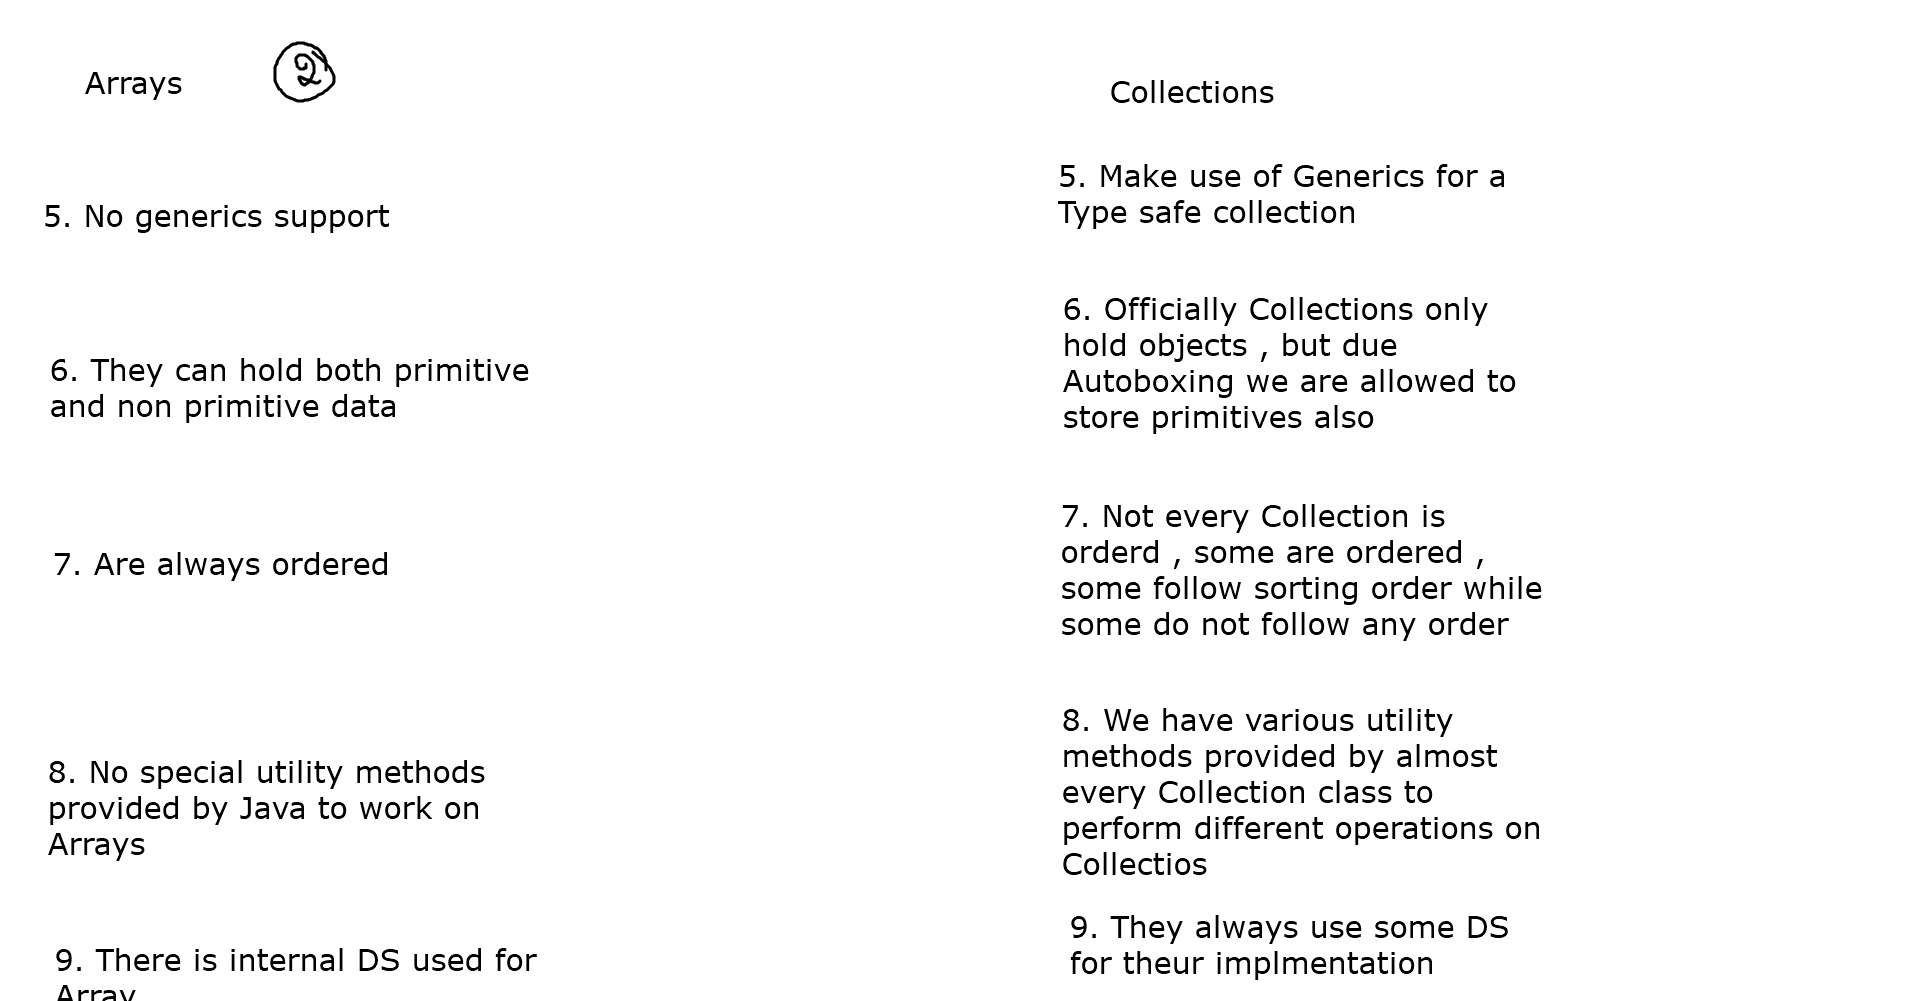 Arrays
2
Collections
5. No generics support
5. Make use of Generics for a
Type safe collection
6. They can hold both primitive
and non primitive data
6. Officially Collections only
hold objects , but due
Autoboxing we are allowed to
store primitives also
7. Are always ordered
7. Not every Collection is
orderd , some are ordered ,
some follow sorting order while
some do not follow any order
8. No special utility methods
provided by Java to work on
Arrays
8. We have various utility
methods provided by almost
every Collection class to
perform different operations on
Collectios
9. There is internal DS used for
Array
9. They always use some DS
for theur implmentation